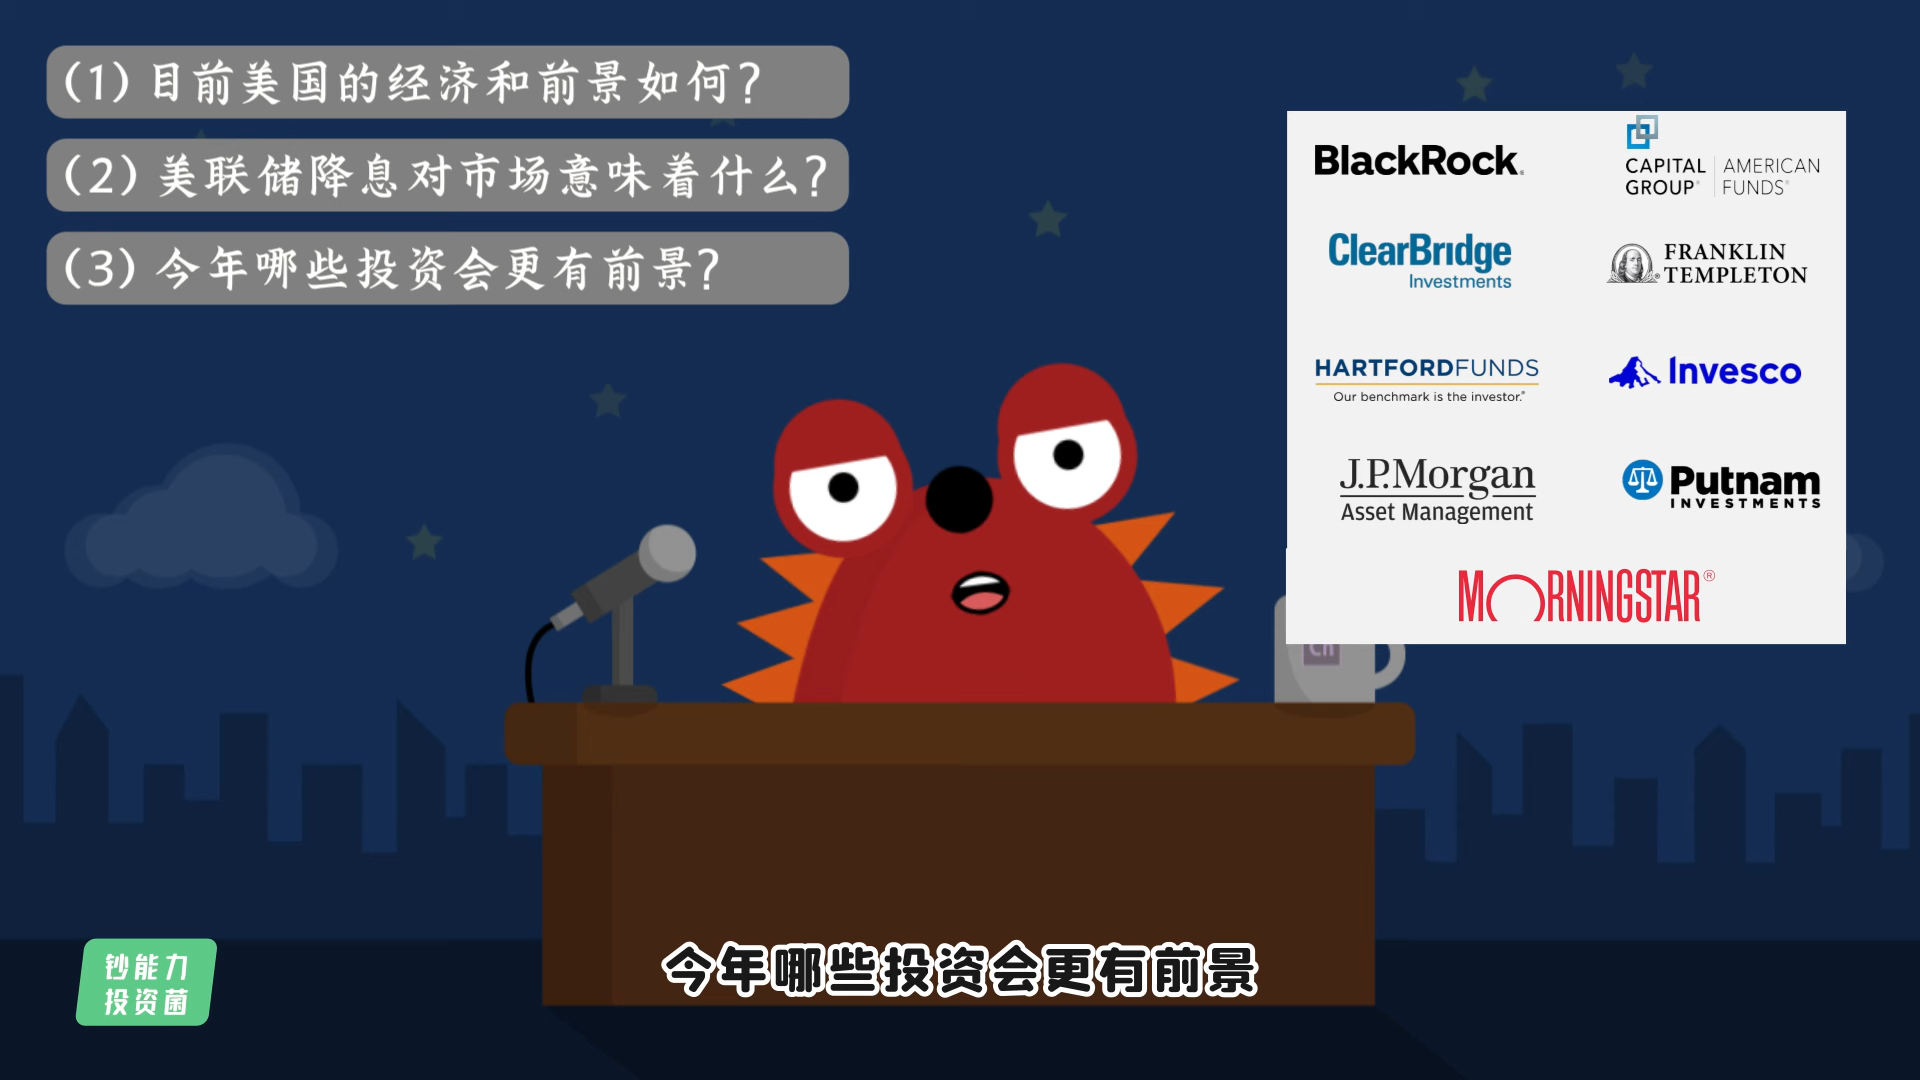 (1) 目前美国的经济和前景如何?
(2) 美联储降息对市场意味着什么?
(3) 今年哪些投资会更有前景?
BlackRock.
CAPITAL GROUP® | AMERICAN FUNDS®
ClearBridge
Investments
FRANKLIN
TEMPLETON
HARTFORDFUNDS
Our benchmark is the investor.®
Invesco
J.P.Morgan
Asset Management
Putnam
INVESTMENTS
MORNINGSTAR®
Ch
今年哪些投资会更有前景
钞能力
投资菌